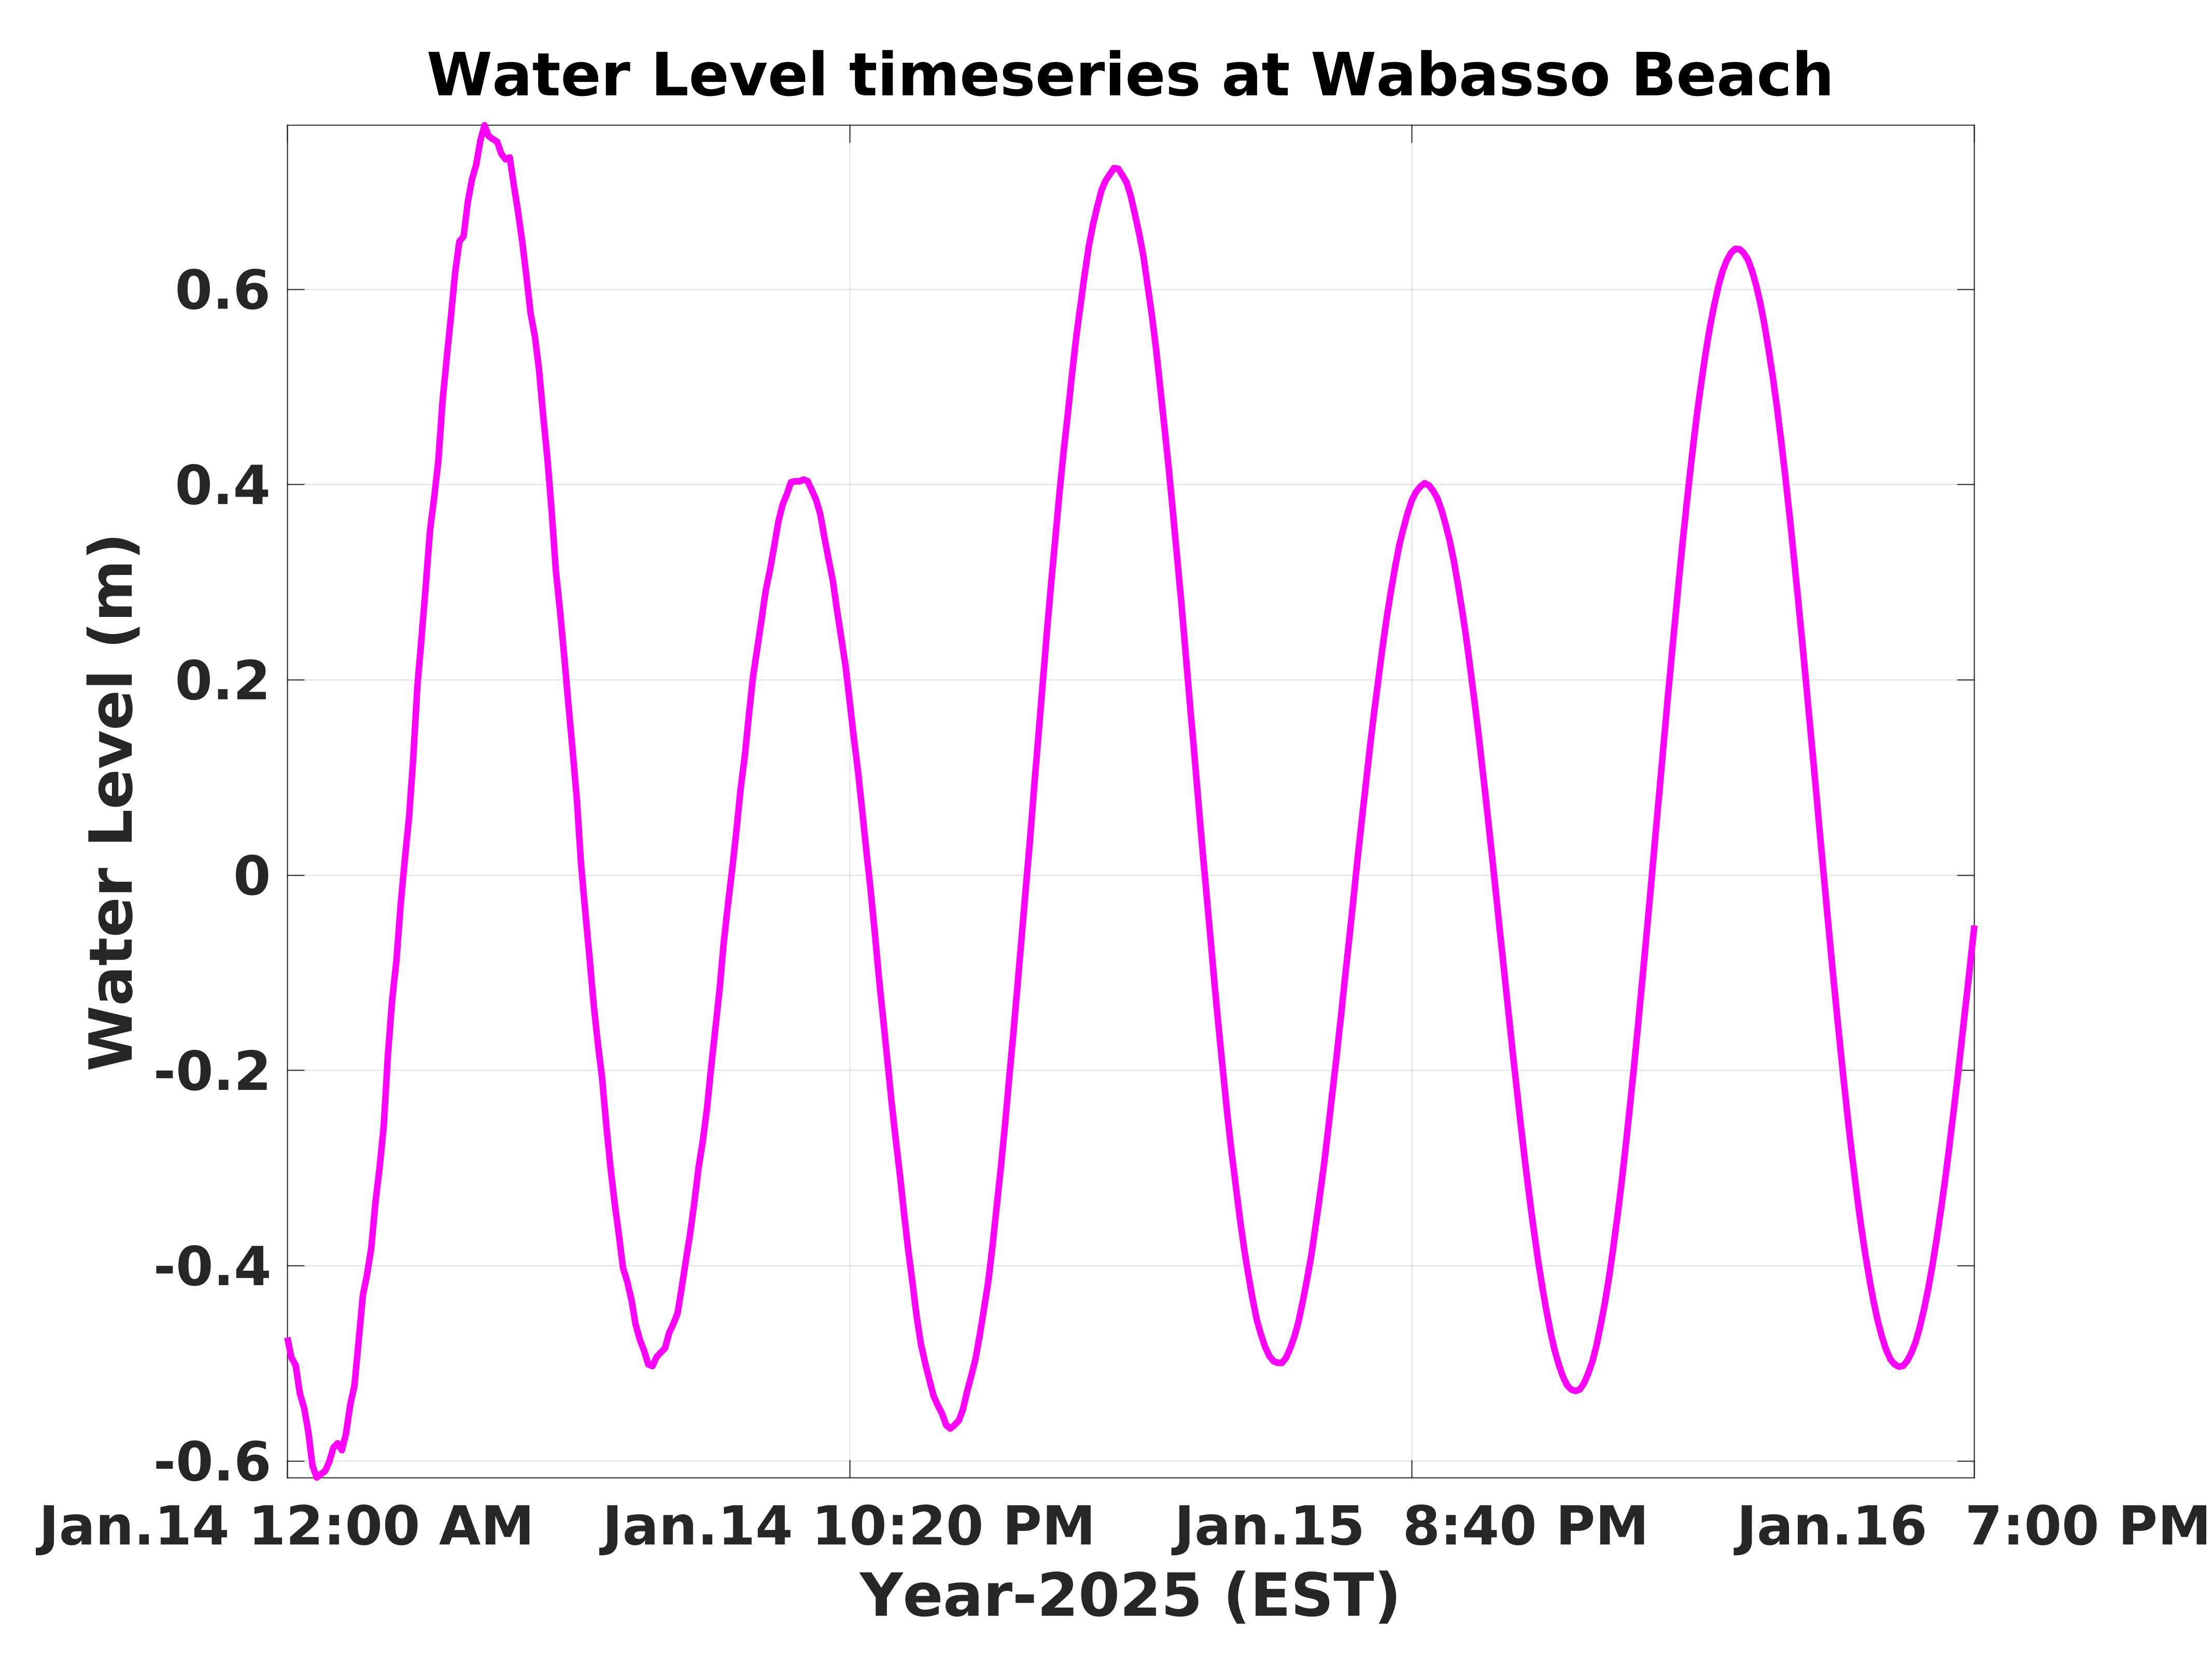 Water Level timeseries at Wabasso Beach
Water Level (m)
0.6
0.4
0.2
0
-0.2
-0.4
-0.6
Jan.14 12:00 AM Jan.14 10:20 PM Jan.15 8:40 PM Jan.16 7:00 PM
Year-2025 (EST)